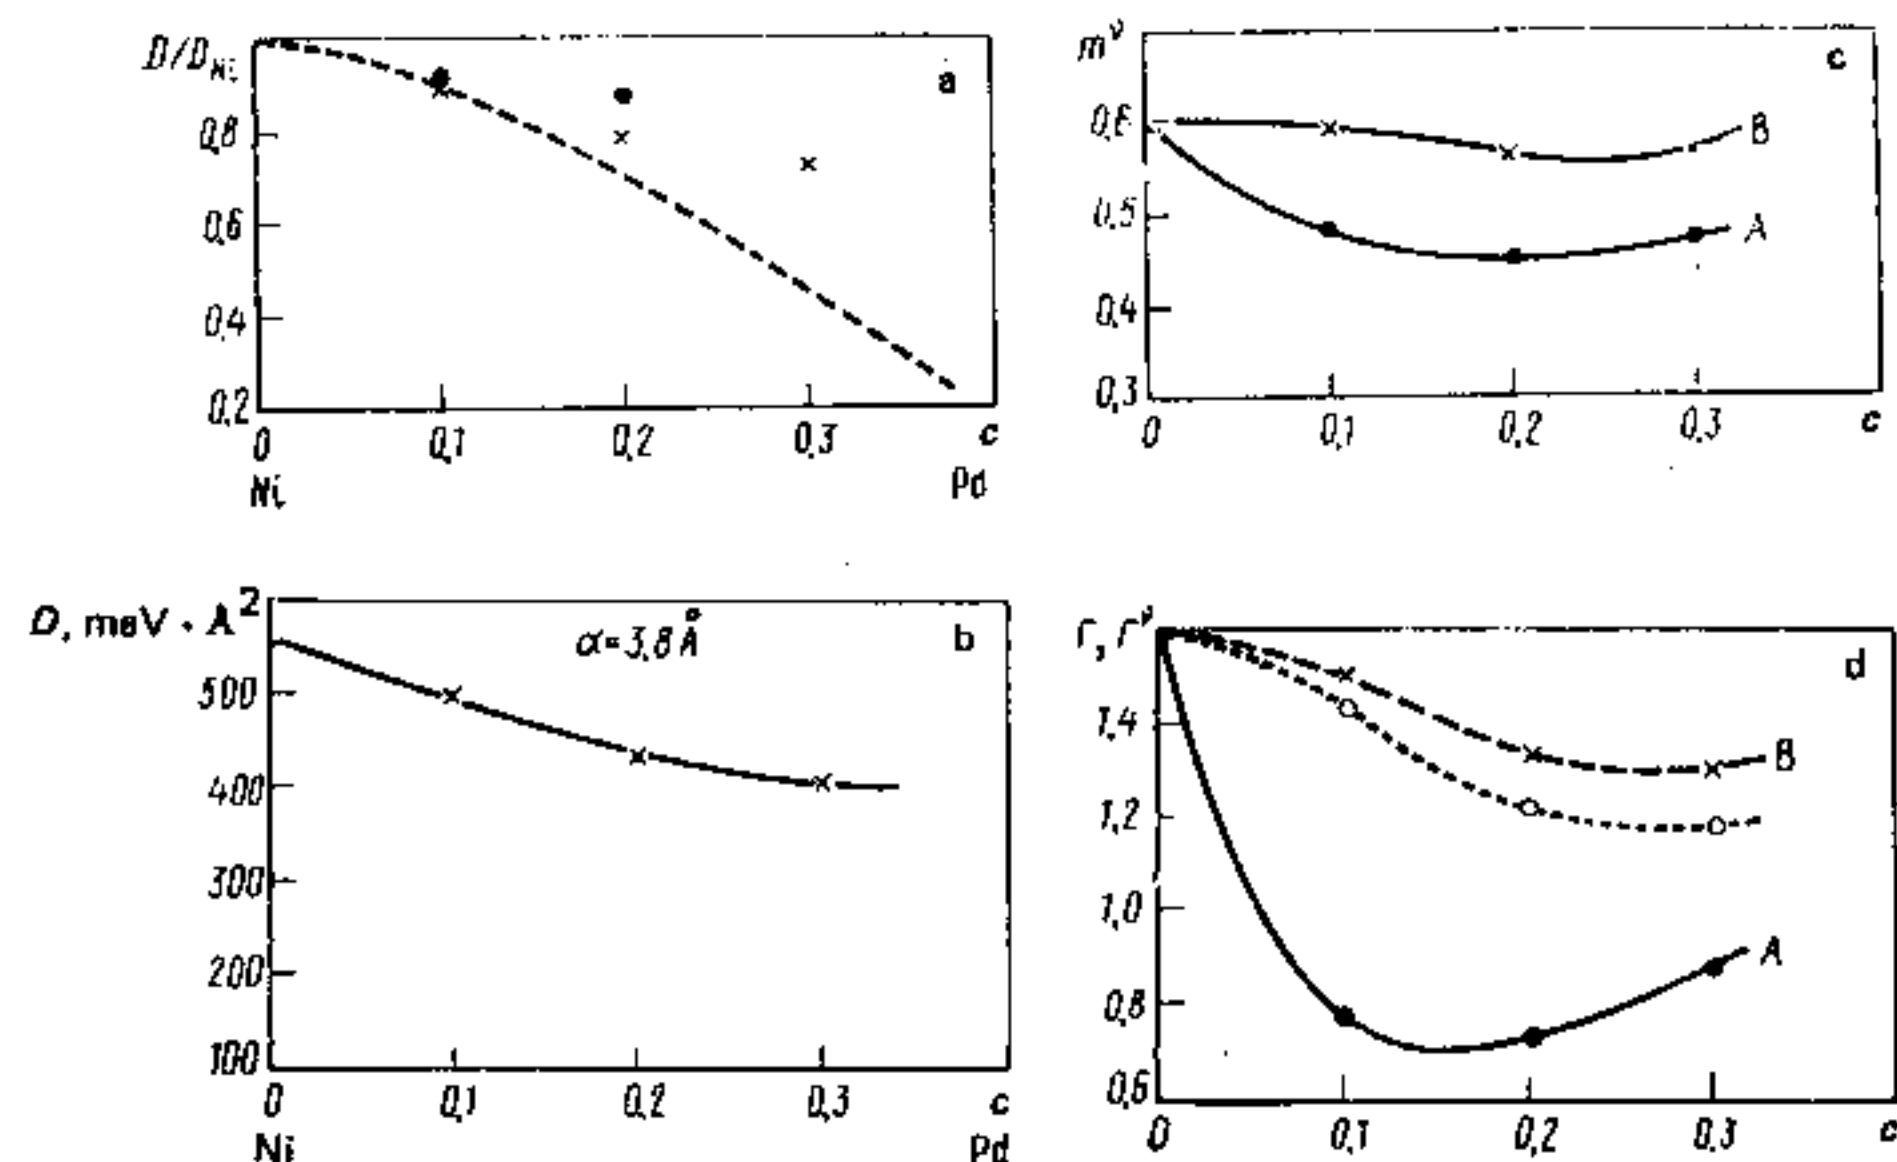 D/D_Ni
a
0,8
0,6
0,4
0,2
0 0,1 0,2 0,3 c
Ni Pd
m^ν
c
0,6
0,5
0,4
0,3
B
A
0 0,1 0,2 0,3 c
D, meV · A^2
α=3,8 Å
b
500
400
300
200
100
0 0,1 0,2 0,3 c
Ni Pd
Γ, Γ^ν
d
1,4
1,2
1,0
0,8
0,6
B
A
0 0,1 0,2 0,3 c